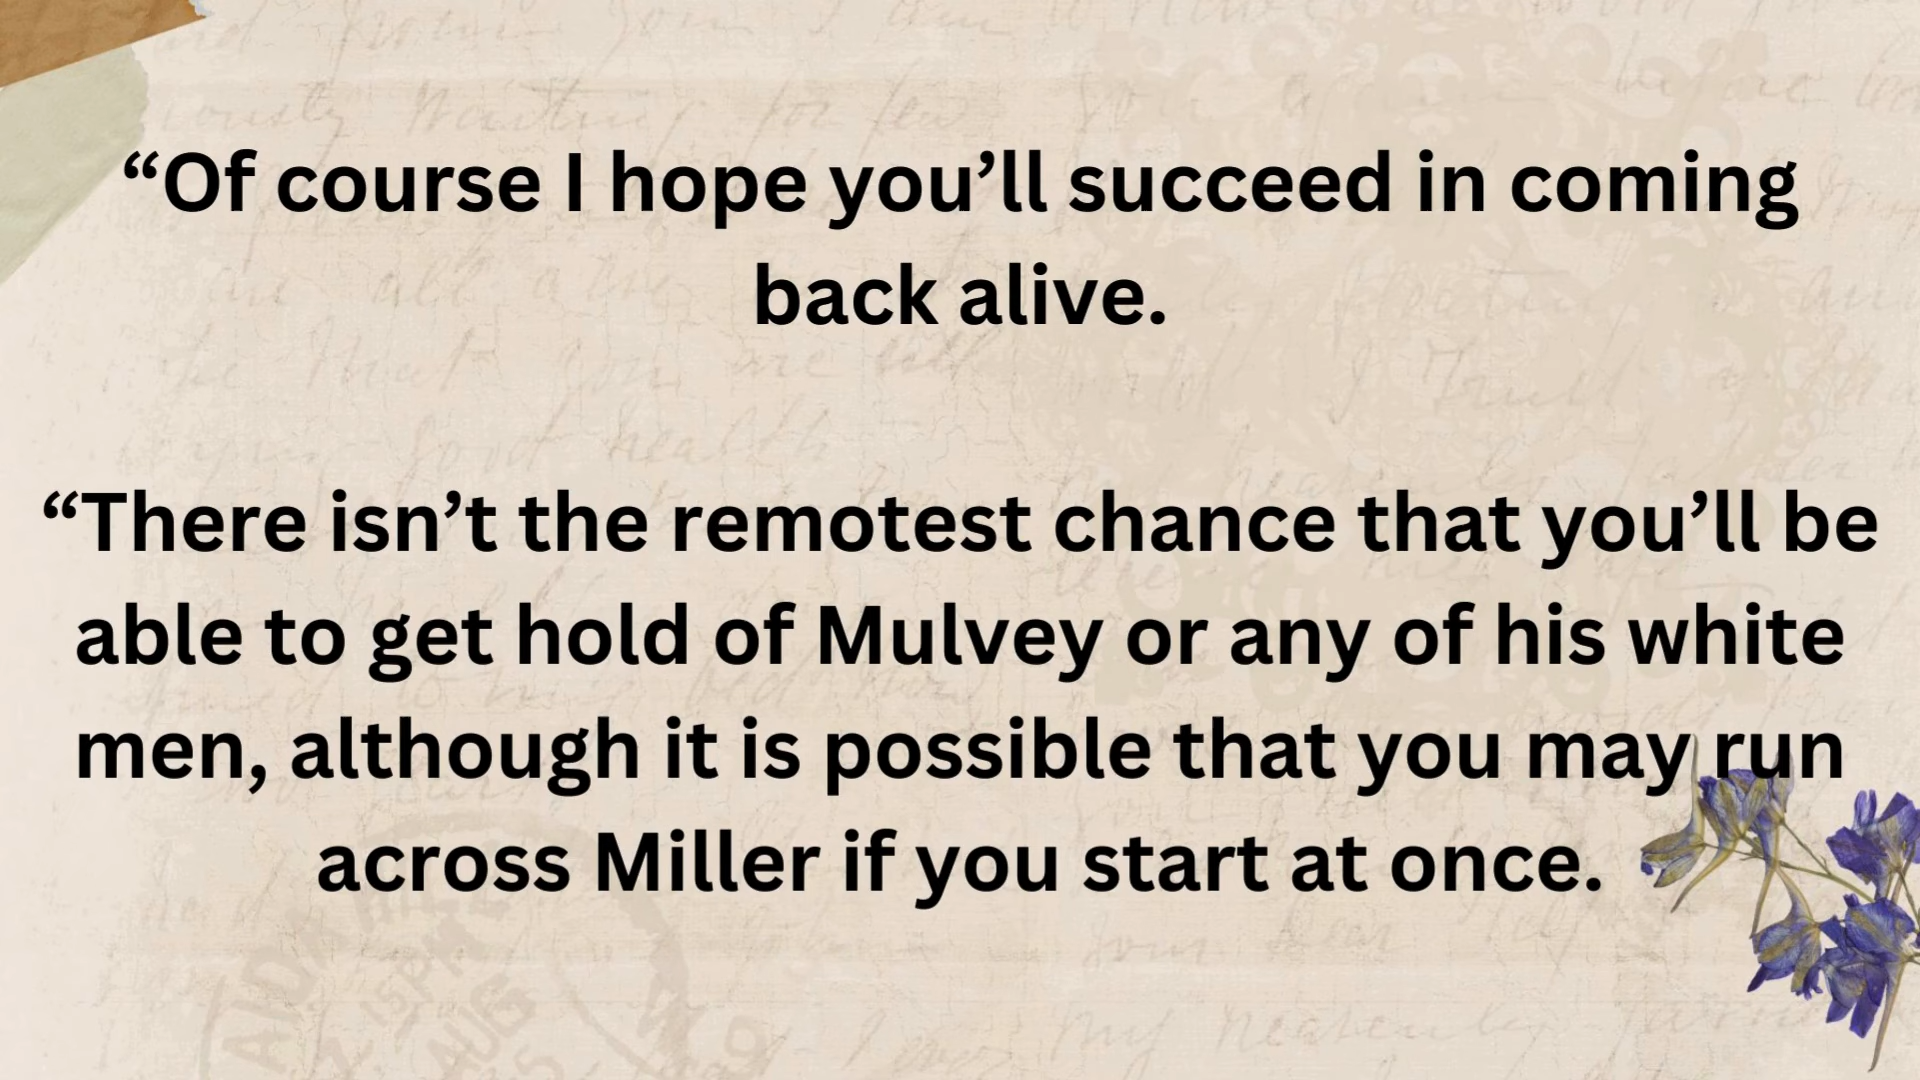 “Of course I hope you’ll succeed in coming
back alive.
“There isn’t the remotest chance that you’ll be
able to get hold of Mulvey or any of his white
men, although it is possible that you may run
across Miller if you start at once.